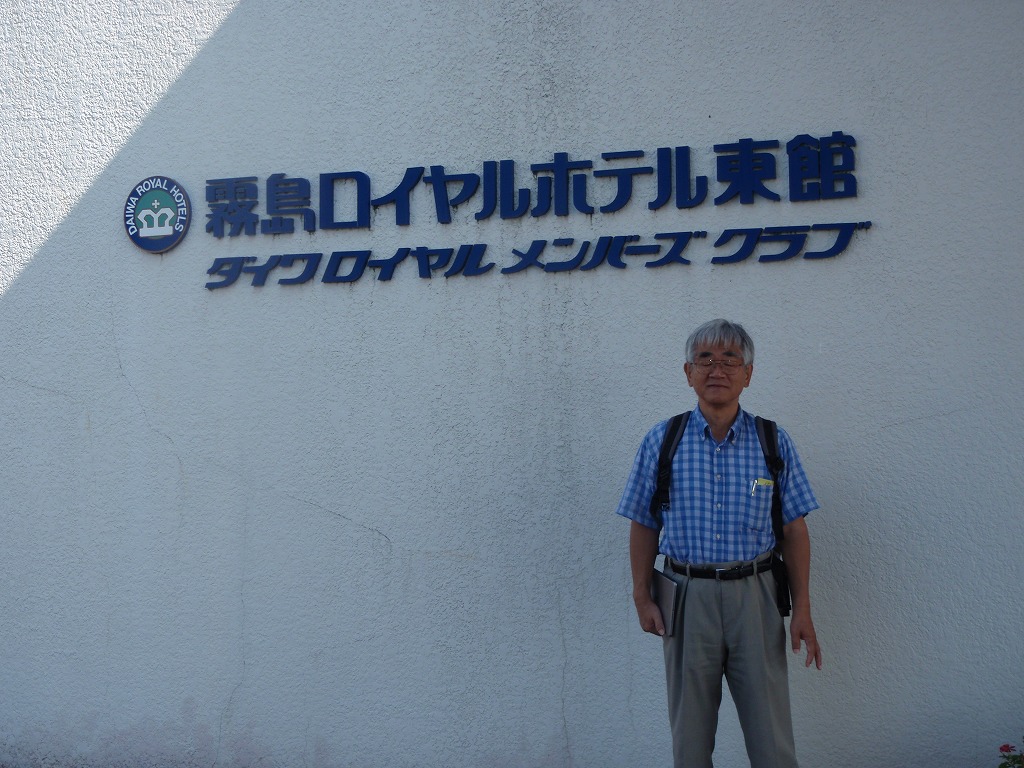 DAIWA ROYAL HOTELS
霧島ロイヤルホテル東館
ダイワロイヤル メンバーズ クラブ